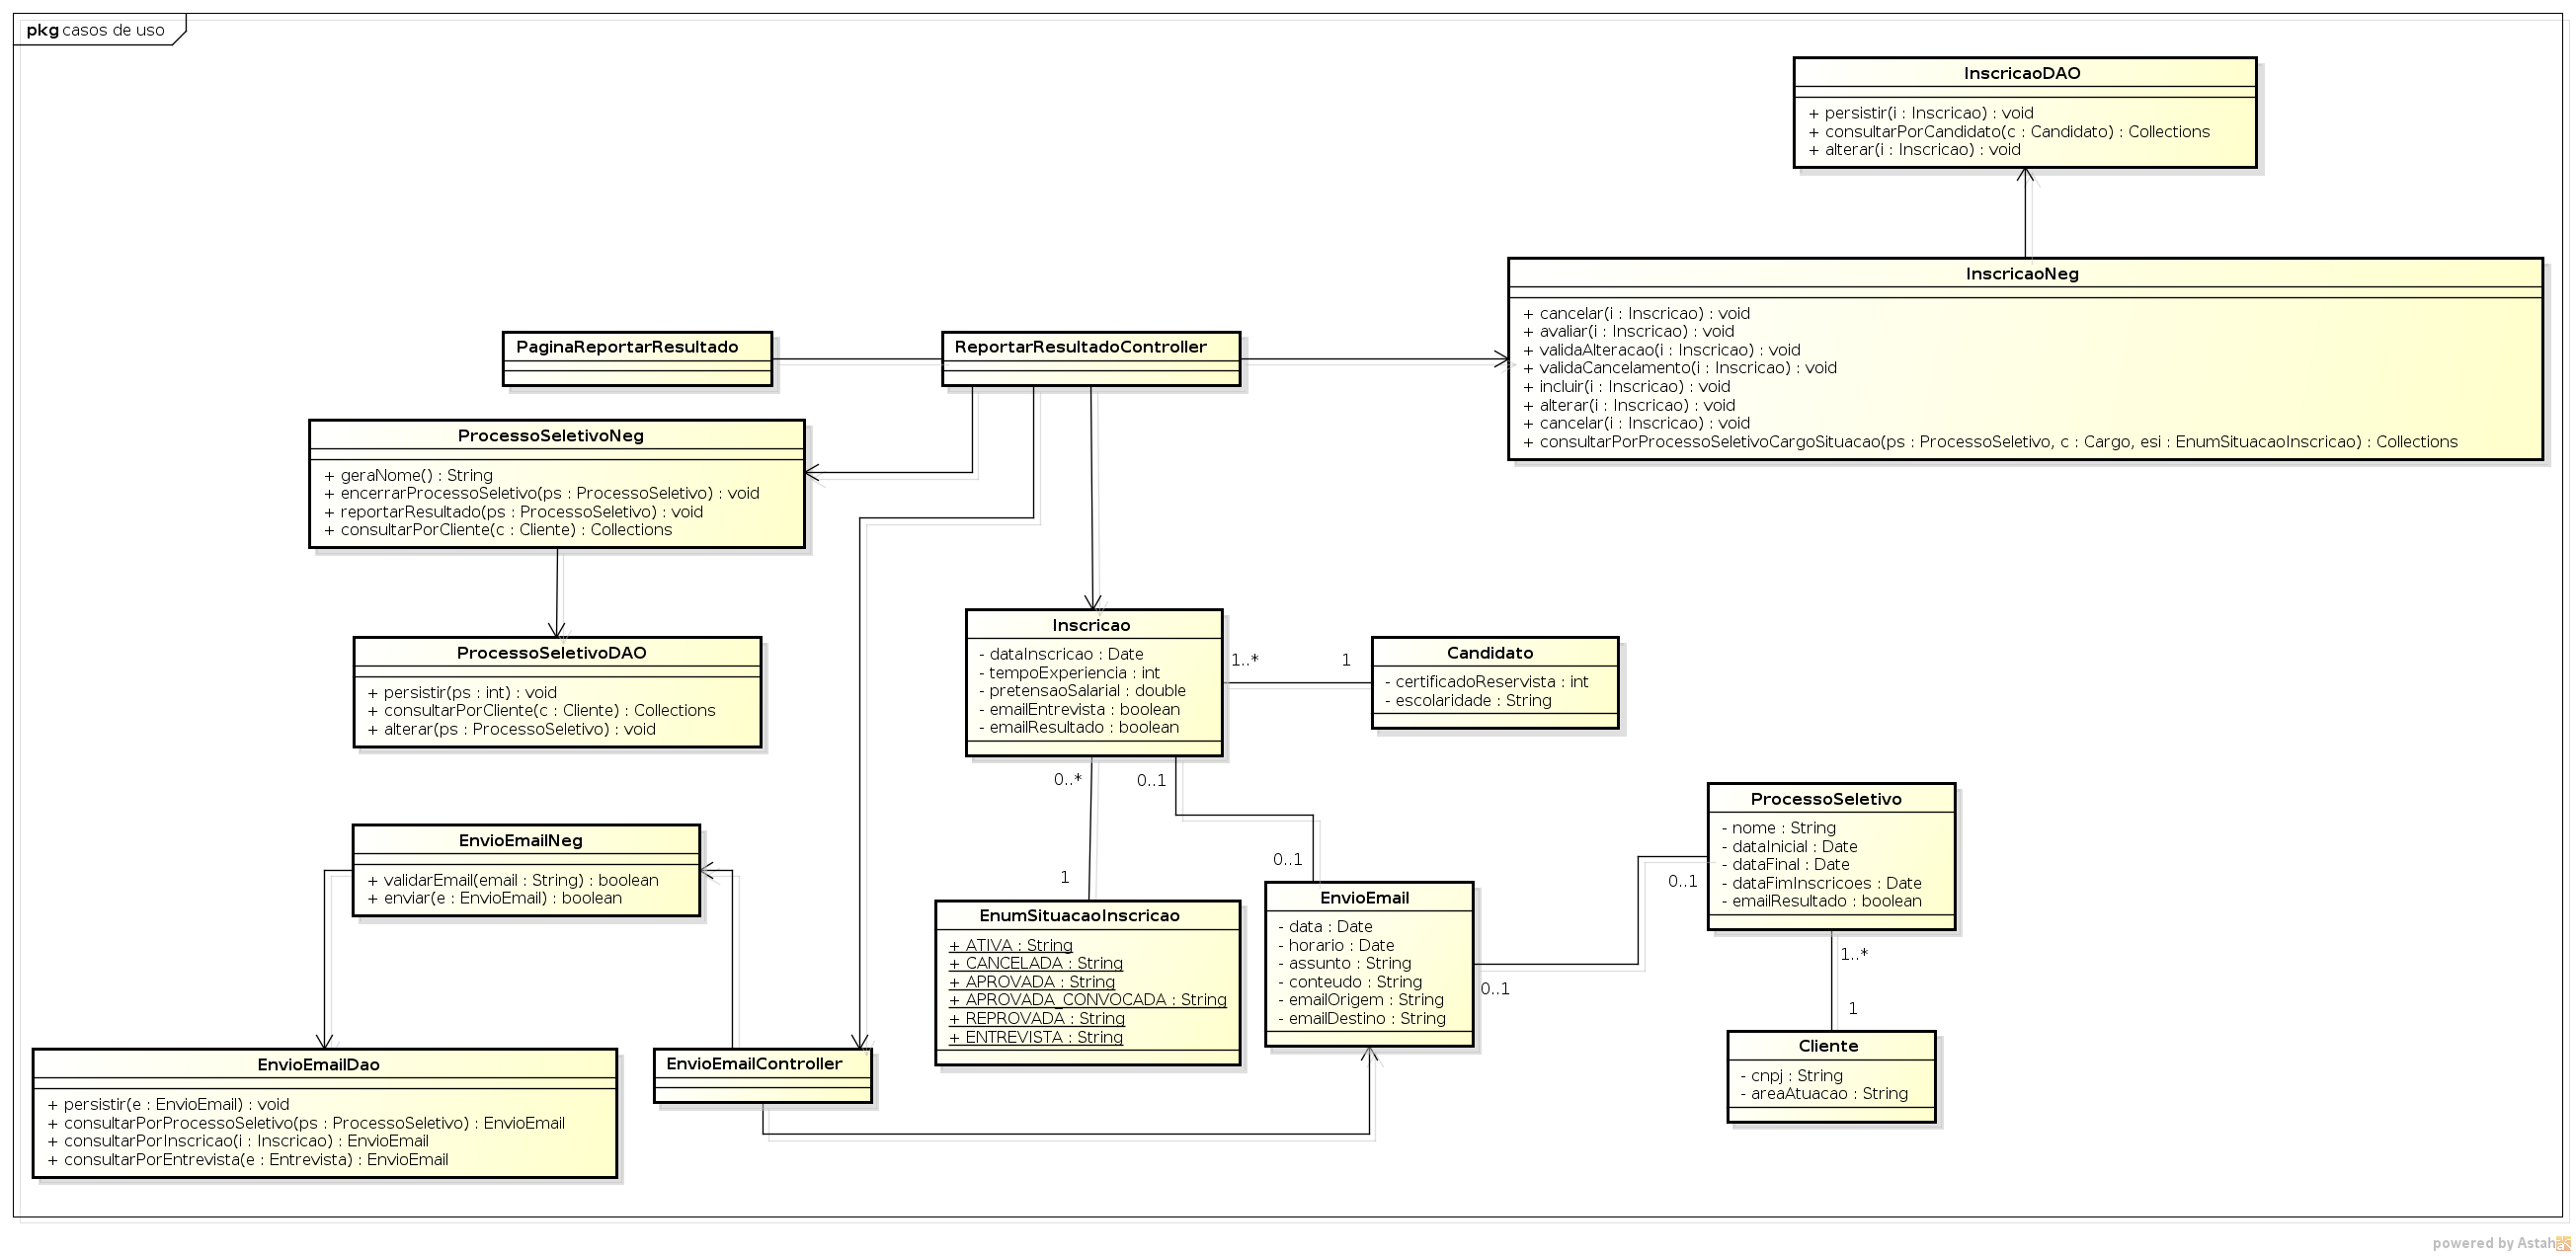 pkg casos de uso
InscricaoDAO
+ persistir(i : Inscricao) : void
+ consultarPorCandidato(c : Candidato) : Collections
+ alterar(i : Inscricao) : void
InscricaoNeg
+ cancelar(i : Inscricao) : void
+ avaliar(i : Inscricao) : void
+ validaAlteracao(i : Inscricao) : void
+ validaCancelamento(i : Inscricao) : void
+ incluir(i : Inscricao) : void
+ alterar(i : Inscricao) : void
+ cancelar(i : Inscricao) : void
+ consultarPorProcessoSeletivoCargoSituacao(ps : ProcessoSeletivo, c : Cargo, esi : EnumSituacaoInscricao) : Collections
PaginaReportarResultado
ReportarResultadoController
ProcessoSeletivoNeg
+ geraNome() : String
+ encerrarProcessoSeletivo(ps : ProcessoSeletivo) : void
+ reportarResultado(ps : ProcessoSeletivo) : void
+ consultarPorCliente(c : Cliente) : Collections
ProcessoSeletivoDAO
+ persistir(ps : int) : void
+ consultarPorCliente(c : Cliente) : Collections
+ alterar(ps : ProcessoSeletivo) : void
Inscricao
- dataInscricao : Date
- tempoExperiencia : int
- pretensaoSalarial : double
- emailEntrevista : boolean
- emailResultado : boolean
1..*
1
Candidato
- certificadoReservista : int
- escolaridade : String
0..*
0..1
1
0..1
EnvioEmailNeg
+ validarEmail(email : String) : boolean
+ enviar(e : EnvioEmail) : boolean
ProcessoSeletivo
- nome : String
- dataInicial : Date
- dataFinal : Date
- dataFimInscricoes : Date
- emailResultado : boolean
0..1
0..1
1..*
1
EnumSituacaoInscricao
+ ATIVA : String
+ CANCELADA : String
+ APROVADA : String
+ APROVADA_CONVOCADA : String
+ REPROVADA : String
+ ENTREVISTA : String
EnvioEmail
- data : Date
- horario : Date
- assunto : String
- conteudo : String
- emailOrigem : String
- emailDestino : String
Cliente
- cnpj : String
- areaAtuacao : String
EnvioEmailDao
+ persistir(e : EnvioEmail) : void
+ consultarPorProcessoSeletivo(ps : ProcessoSeletivo) : EnvioEmail
+ consultarPorInscricao(i : Inscricao) : EnvioEmail
+ consultarPorEntrevista(e : Entrevista) : EnvioEmail
EnvioEmailController
powered by Astah